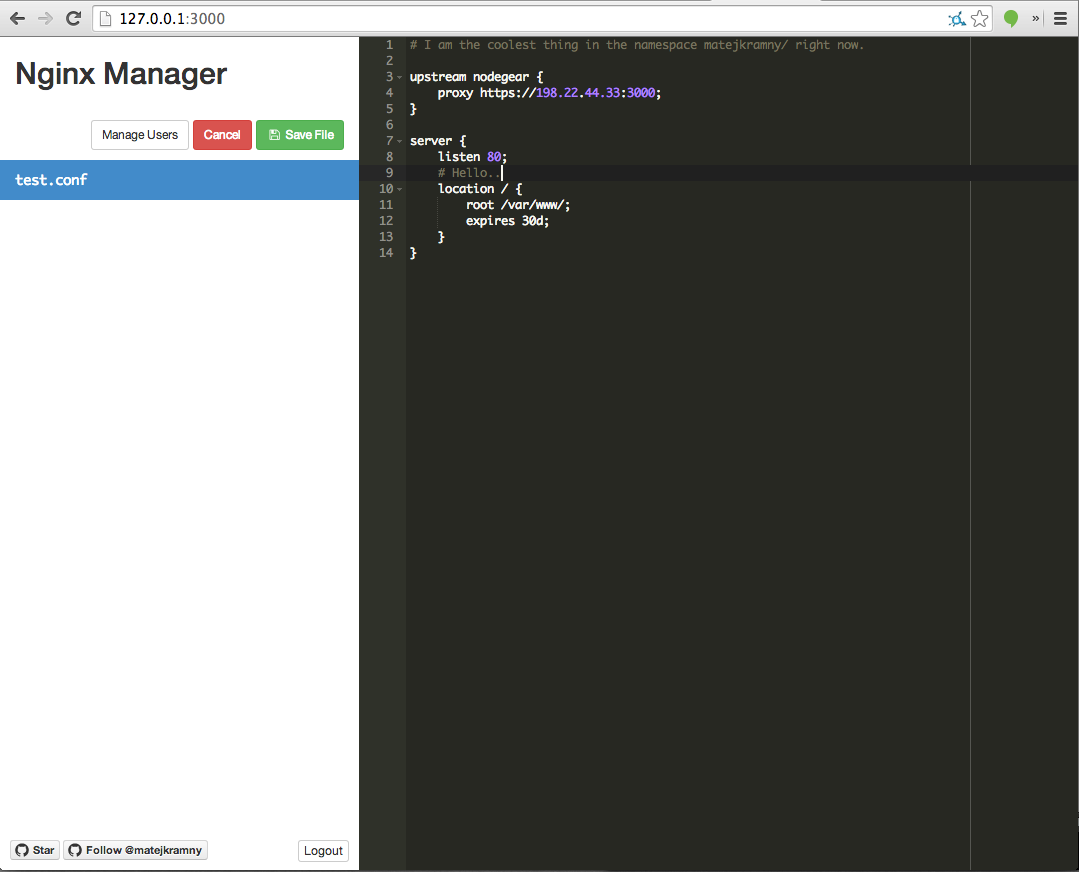 127.0.0.1:3000
»
Nginx Manager
Manage Users Cancel Save File
test.conf
Star Follow @matejkramny Logout
1 # I am the coolest thing in the namespace matejkramny/ right now.
2
3 upstream nodegear {
4 proxy https://198.22.44.33:3000;
5 }
6
7 server {
8 listen 80;
9 # Hello..
10 location / {
11 root /var/www/;
12 expires 30d;
13 }
14 }